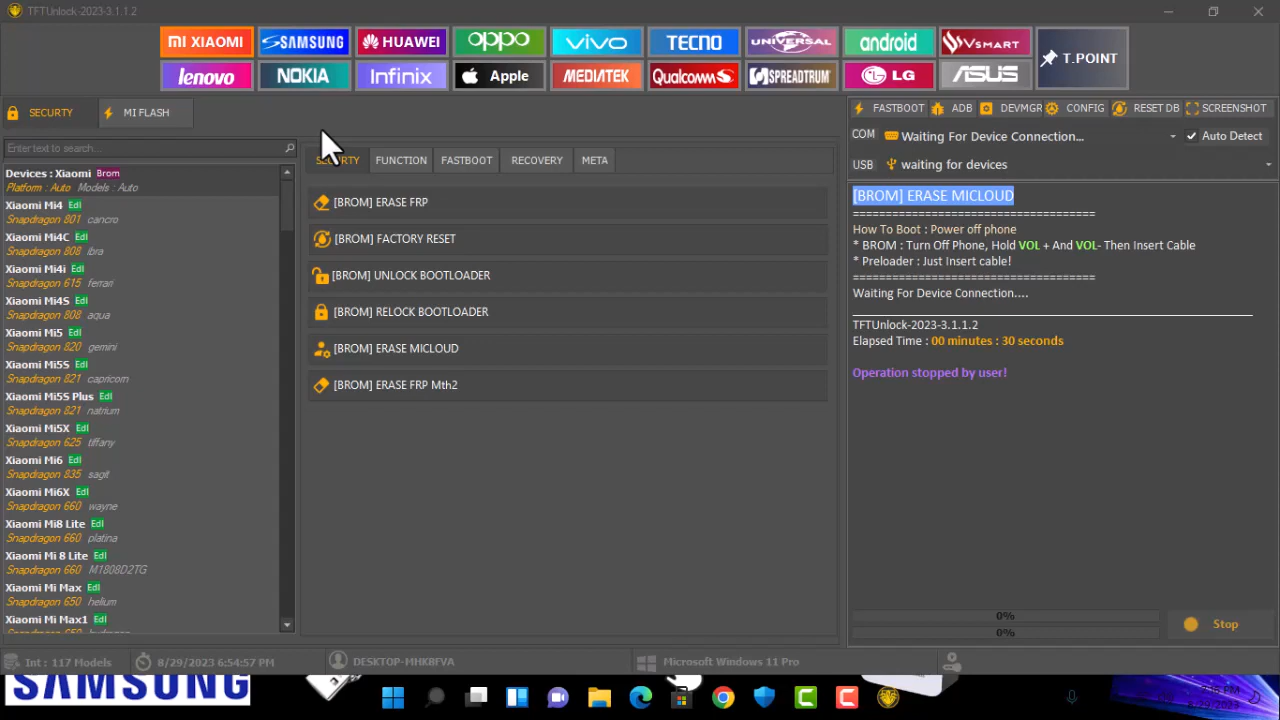 TFTUnlock - 2023-3.1.1.2
MI XIAOMI
SAMSUNG
HUAWEI
oppo
vivo
TECNO
UNIVERSAL
android
VSMART
T.POINT
lenovo
NOKIA
Infinix
Apple
MEDIATEK
Qualcomm
SPREADTRUM
LG
ASUS
SECURTY
MI FLASH
FASTBOOT
ADB
DEVMGR
CONFIG
RESET DB
SCREENSHOT
COM Waiting For Device Connection... Auto Detect
USB waiting for devices
Enter text to search...
Devices : Xiaomi Brom
Platform : Auto Models : Auto
Xiaomi Mi4 Edl
Snapdragon 801 cancro
Xiaomi Mi4C Edl
Snapdragon 808 ibra
Xiaomi Mi4i Edl
Snapdragon 615 ferrari
Xiaomi Mi4S Edl
Snapdragon 808 aqua
Xiaomi Mi5 Edl
Snapdragon 820 gemini
Xiaomi Mi5S Edl
Snapdragon 821 capricorn
Xiaomi Mi5S Plus Edl
Snapdragon 821 natrium
Xiaomi Mi5X Edl
Snapdragon 625 tiffany
Xiaomi Mi6 Edl
Snapdragon 835 sagit
Xiaomi Mi6X Edl
Snapdragon 660 wayne
Xiaomi Mi8 Lite Edl
Snapdragon 660 platina
Xiaomi Mi 8 Lite Edl
Snapdragon 660 M1808D2TG
Xiaomi Mi Max Edl
Snapdragon 650 helium
Xiaomi Mi Max1 Edl
SECURTY FUNCTION FASTBOOT RECOVERY META
[BROM] ERASE FRP
[BROM] FACTORY RESET
[BROM] UNLOCK BOOTLOADER
[BROM] RELOCK BOOTLOADER
[BROM] ERASE MICLOUD
[BROM] ERASE FRP Mth2
[BROM] ERASE MICLOUD
===================================
How To Boot : Power off phone
* BROM : Turn Off Phone, Hold VOL + And VOL- Then Insert Cable
* Preloader : Just Insert cable!
===================================
Waiting For Device Connection....
TFTUnlock-2023-3.1.1.2
Elapsed Time : 00 minutes : 30 seconds
Operation stopped by user!
0%
0%
Stop
Int : 117 Models
8/29/2023 6:54:57 PM
DESKTOP-MHK8FVA
Microsoft Windows 11 Pro
SAMSUNG
8/29/2023